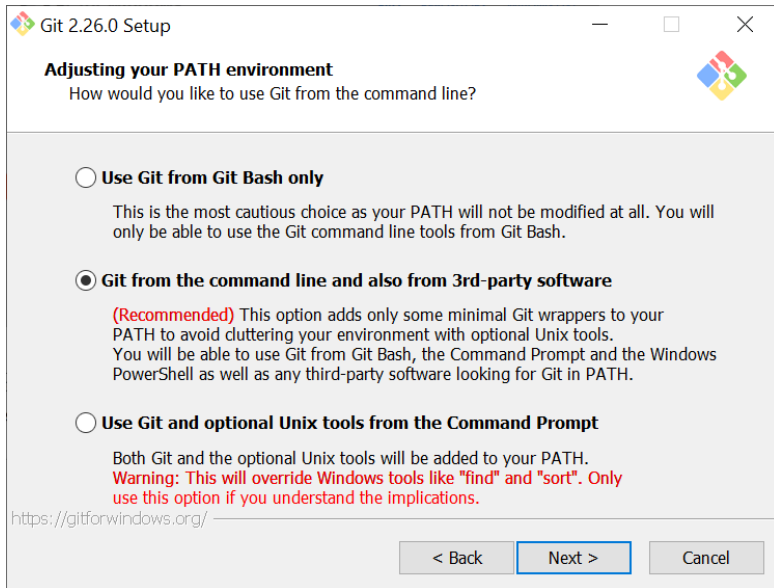 Git 2.26.0 Setup
Adjusting your PATH environment
How would you like to use Git from the command line?
Use Git from Git Bash only
This is the most cautious choice as your PATH will not be modified at all. You will
only be able to use the Git command line tools from Git Bash.
Git from the command line and also from 3rd-party software
(Recommended) This option adds only some minimal Git wrappers to your
PATH to avoid cluttering your environment with optional Unix tools.
You will be able to use Git from Git Bash, the Command Prompt and the Windows
PowerShell as well as any third-party software looking for Git in PATH.
Use Git and optional Unix tools from the Command Prompt
Both Git and the optional Unix tools will be added to your PATH.
Warning: This will override Windows tools like "find" and "sort". Only
use this option if you understand the implications.
https://gitforwindows.org/
< Back
Next >
Cancel